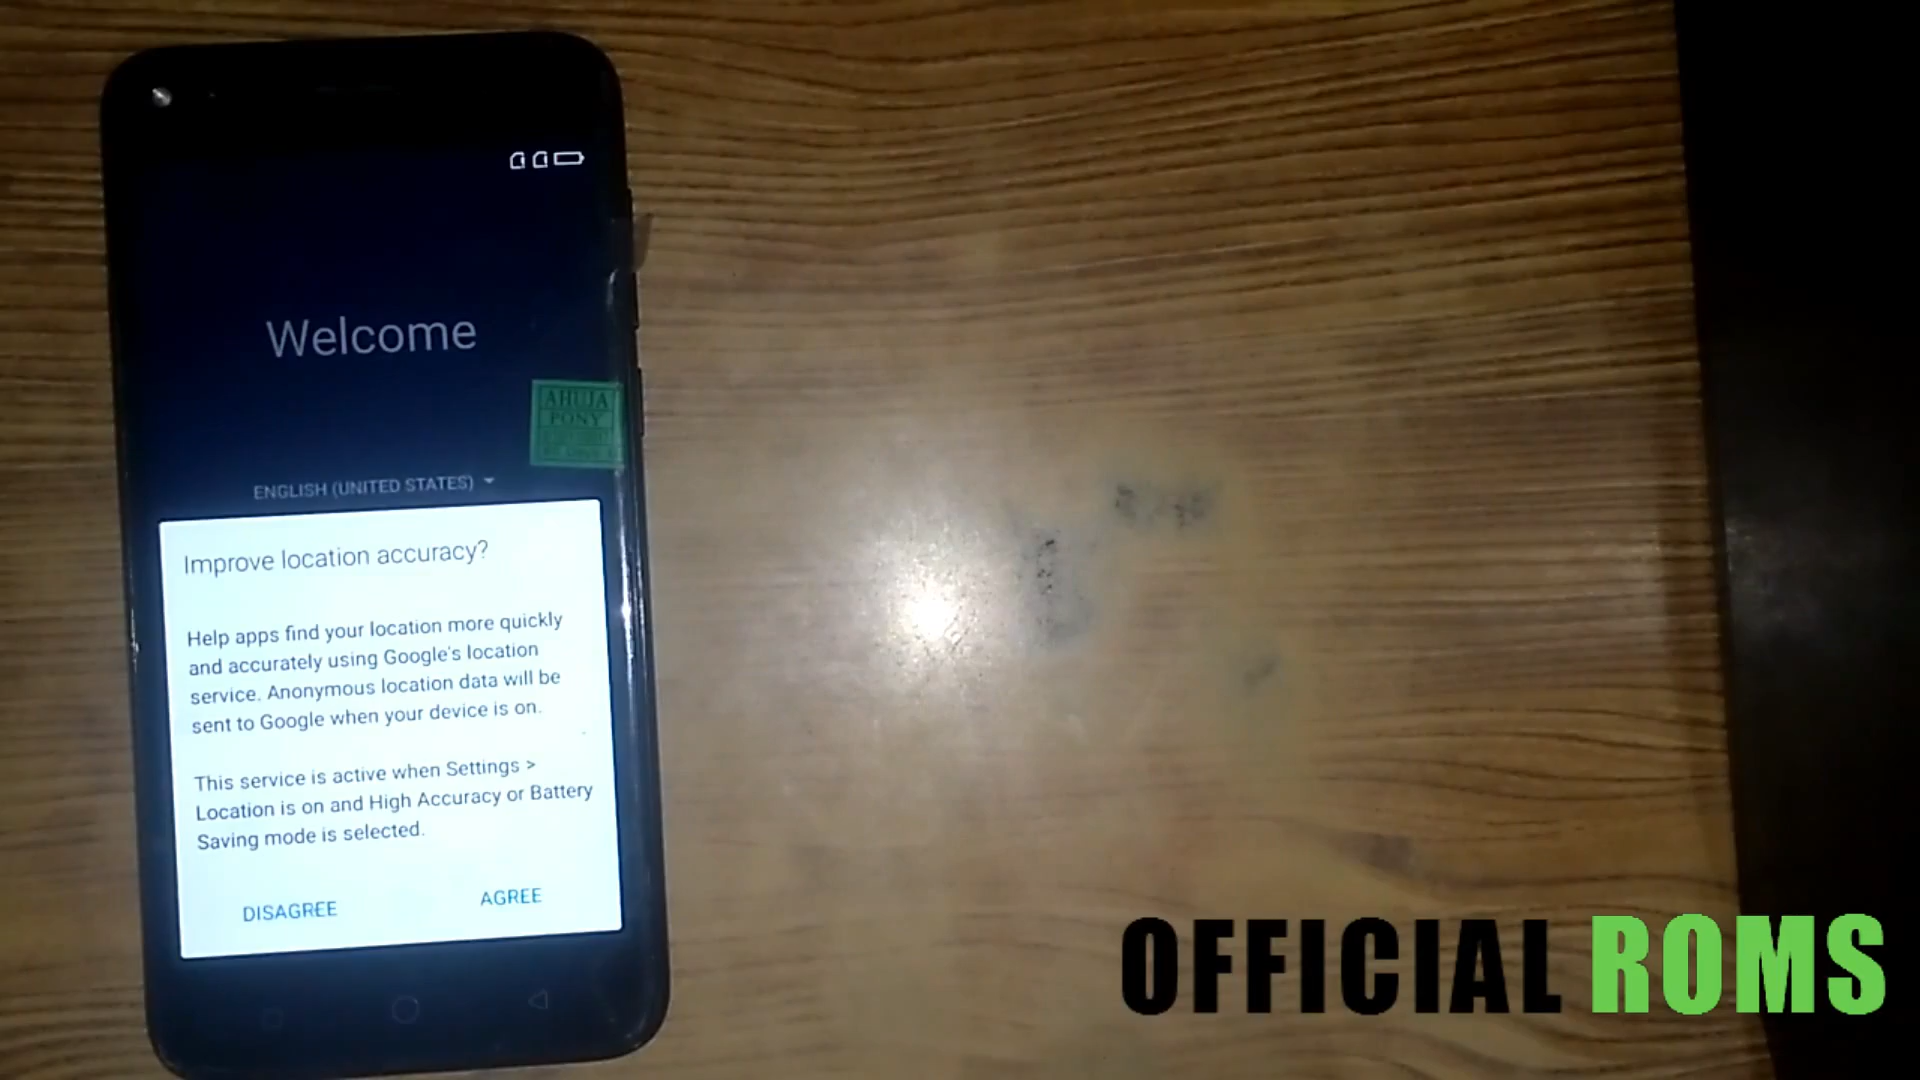 Welcome
AHUJA
PONY
ENGLISH (UNITED STATES)
Improve location accuracy?
Help apps find your location more quickly
and accurately using Google's location
service. Anonymous location data will be
sent to Google when your device is on.
This service is active when Settings >
Location is on and High Accuracy or Battery
Saving mode is selected.
DISAGREE
AGREE
OFFICIAL ROMS